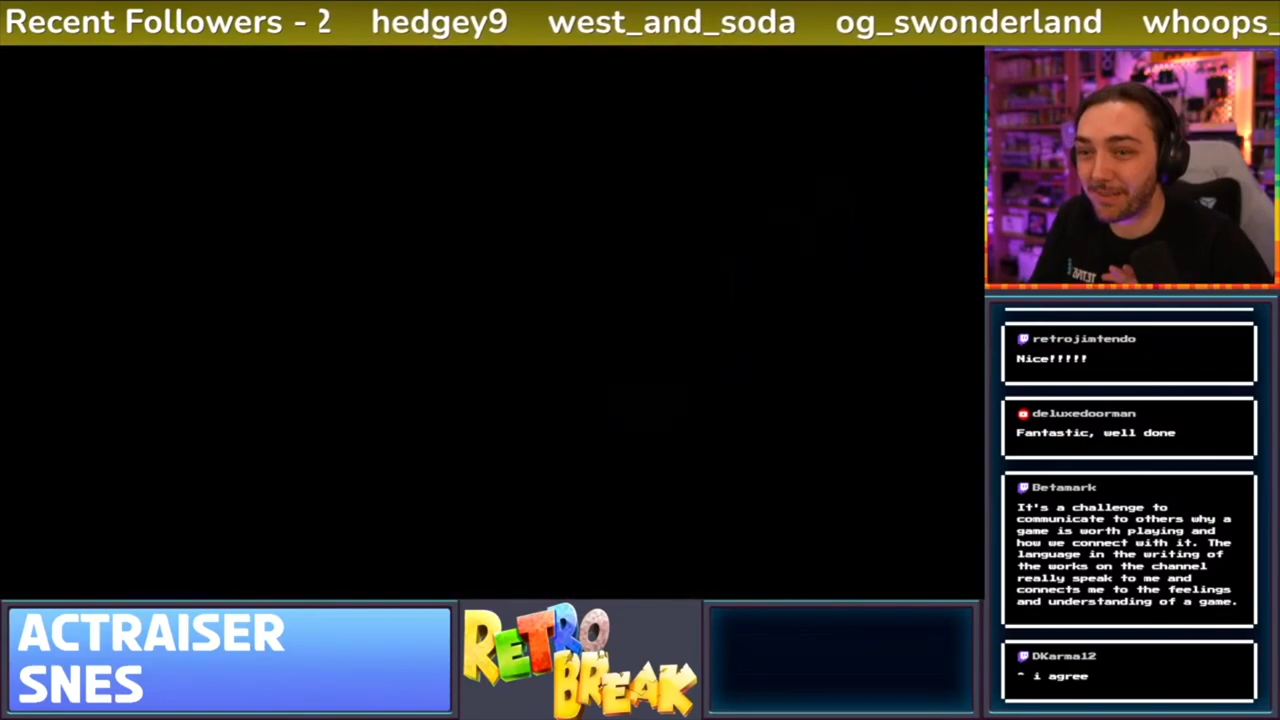 Recent Followers - 2 hedgey9 west_and_soda og_swonderland whoops_
retrojimtendo
Nice!!!!!
deluxedoorman
Fantastic, well done
Betamark
It's a challenge to
communicate to others why a
game is worth playing and
how we connect with it. The
language in the writing of
the works on the channel
really speak to me and
connects me to the feelings
and understanding of a game.
DKarma12
^ i agree
ACTRAISER
SNES
RETRO
BREAK